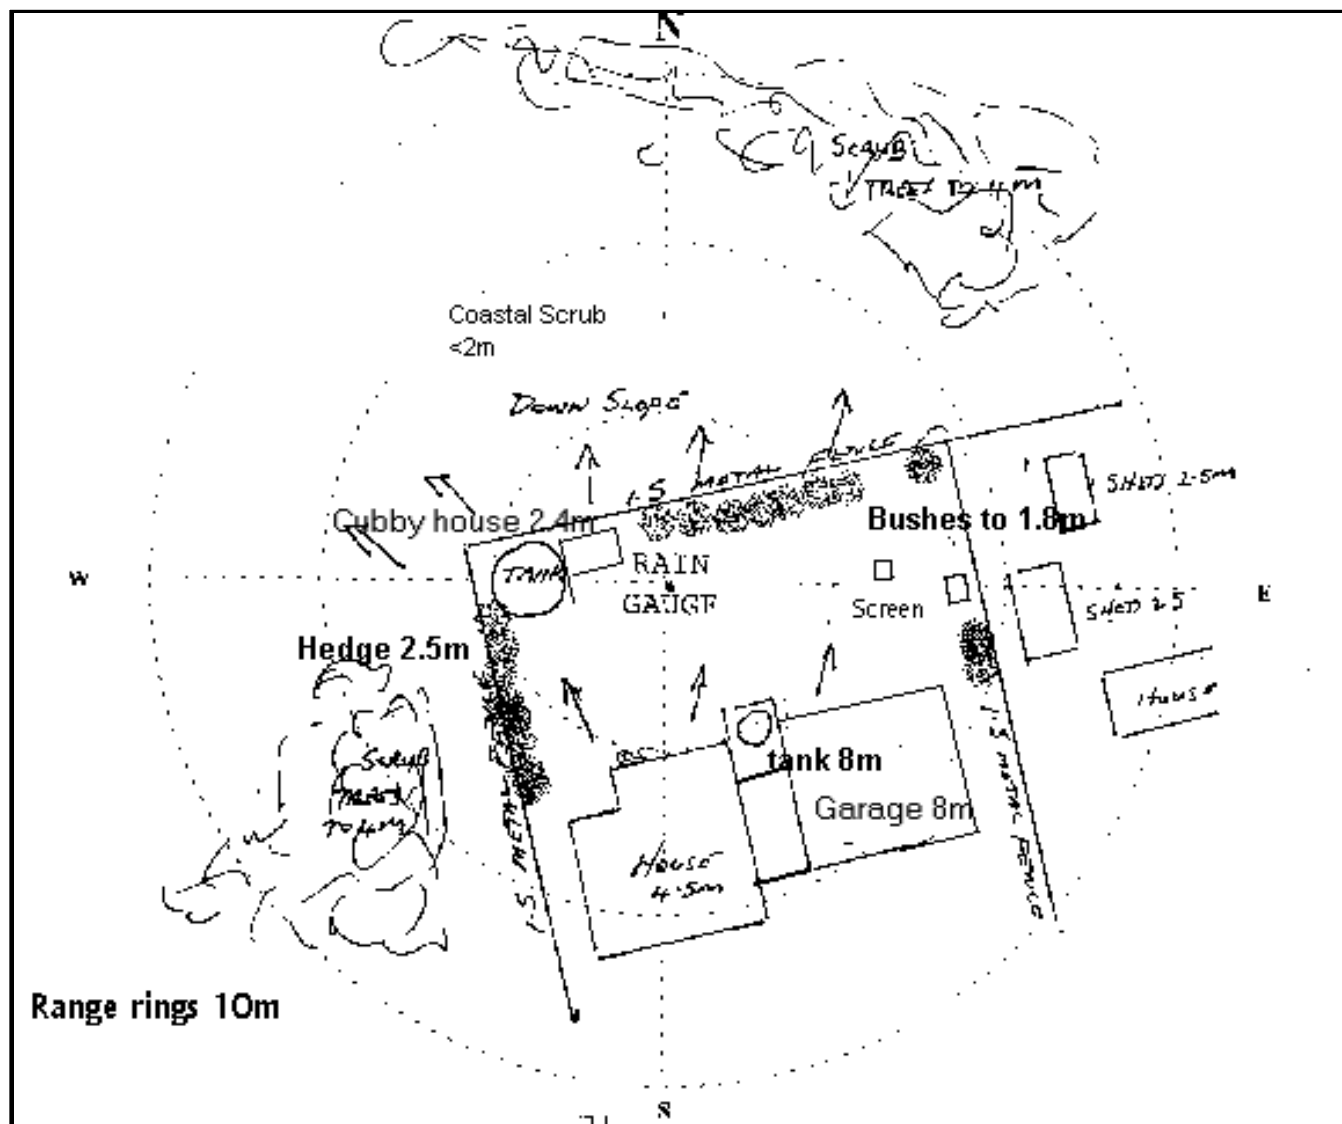 N
SCRUB
TREES TO 4 m
Coastal Scrub
<2m
DOWN SLOPE
1.5 METAL FENCE
SHED 2.5m
Cubby house 2.4m
Bushes to 1.8m
TANK
RAIN
GAUGE
W
Screen
E
SHED 2.5
Hedge 2.5m
HOUSE
SCRUB
TREES
TO 4M
1.5 METAL
1.5 METAL FENCE
tank 8m
Garage 8m
HOUSE
4.5m
Range rings 10m
S